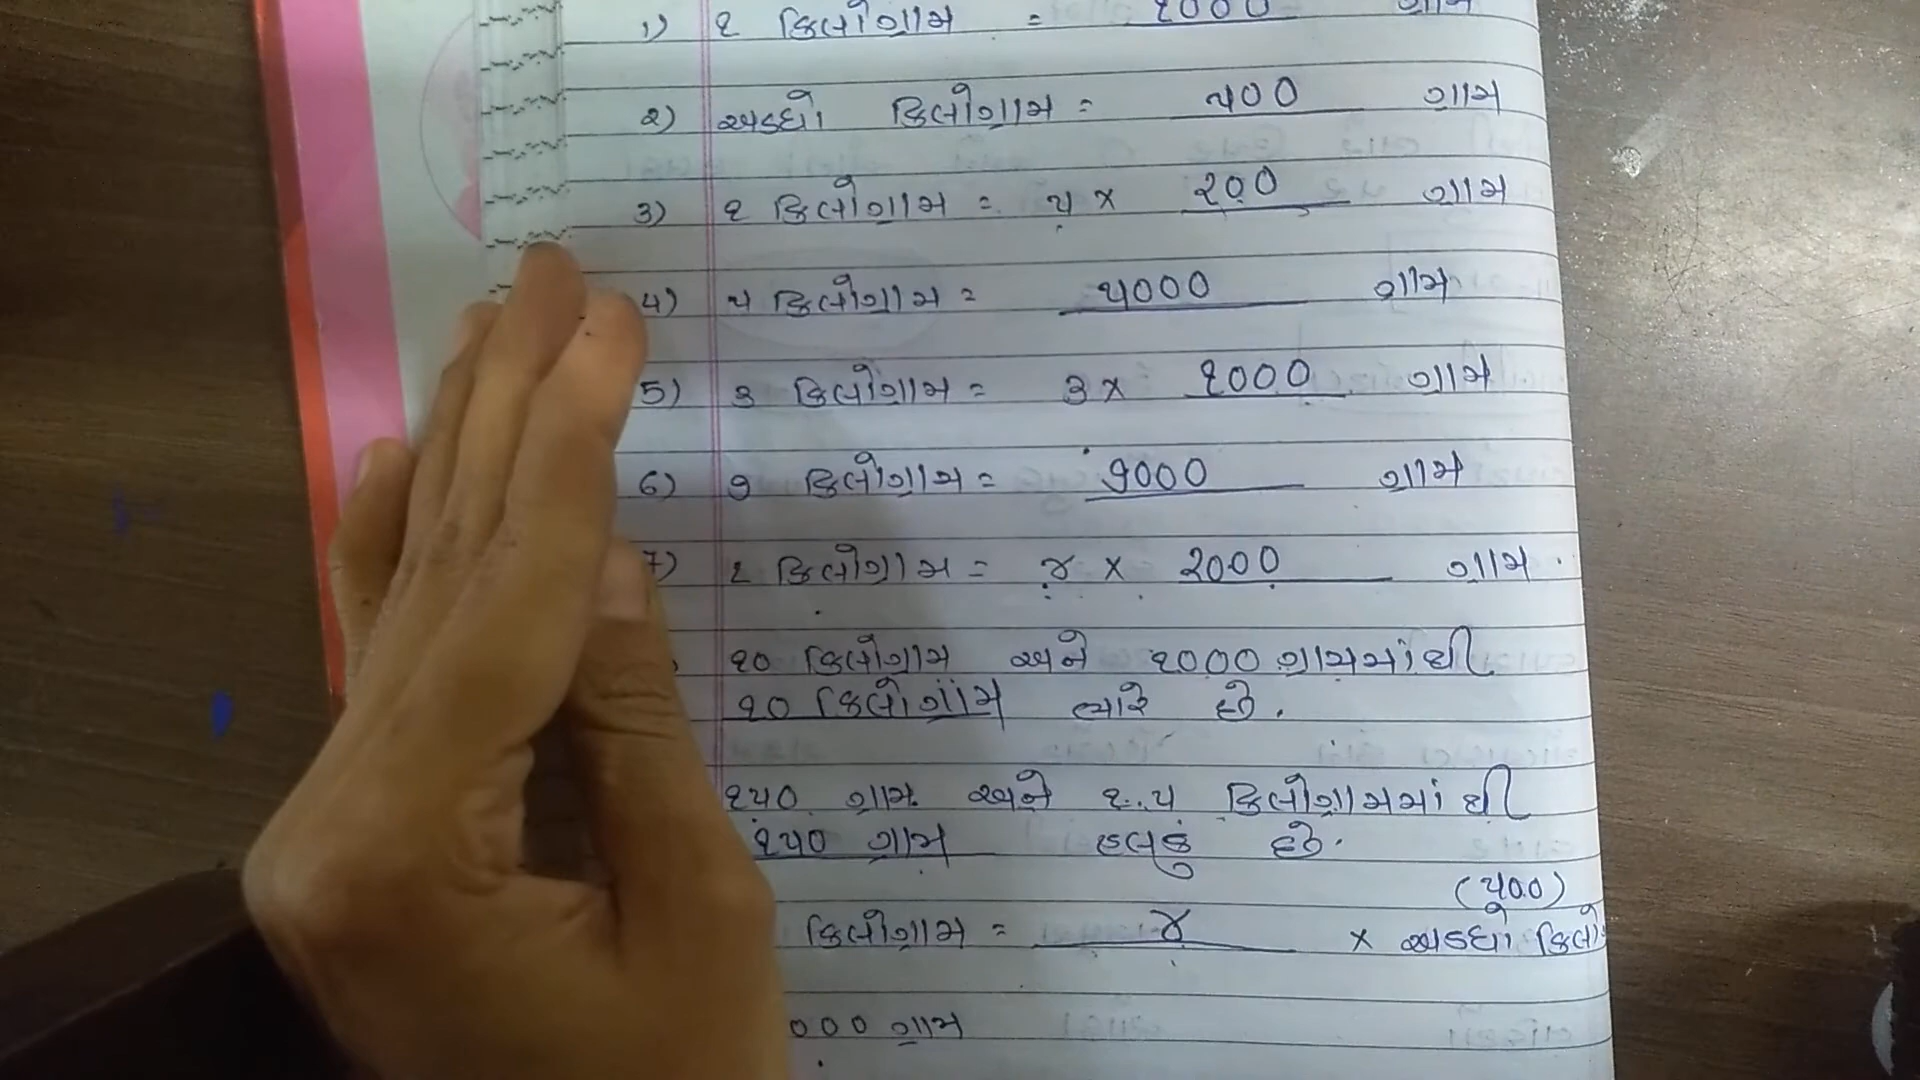 1) ૧ કિલોગ્રામ = ૧૦૦૦ ગ્રામ
૨) અડધો કિલોગ્રામ = ૫૦૦ ગ્રામ
3) ૧ કિલોગ્રામ = ૫ × ૨૦૦ ગ્રામ
4) ૫ કિલોગ્રામ = ૫૦૦૦ ગ્રામ
5) ૩ કિલોગ્રામ = ૩ × ૧૦૦૦ ગ્રામ
6) ૭ કિલોગ્રામ = ૭૦૦૦ ગ્રામ
7) કિલોગ્રામ = ૪ × ૨૦૦૦ ગ્રામ
૧૦ કિલોગ્રામ અને ૧૦૦૦ ગ્રામમાંથી
૧૦ કિલોગ્રામ ભારે છે.
૧૫૦ ગ્રામ અને ૧.૫ કિલોગ્રામમાંથી
૧૫૦ ગ્રામ હલકું છે.
(૫૦૦)
કિલોગ્રામ = ૪ × અડધો કિલો
૦૦૦ ગ્રામ